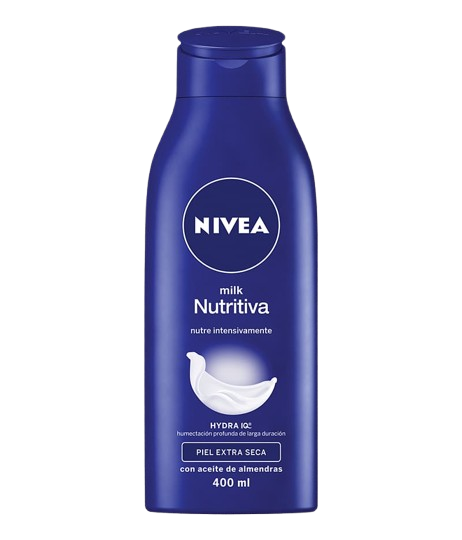 NIVEA
milk
Nutritiva
nutre intensivamente
HYDRA IQ
humectación profunda de larga duración
PIEL EXTRA SECA
con aceite de almendras
400 ml